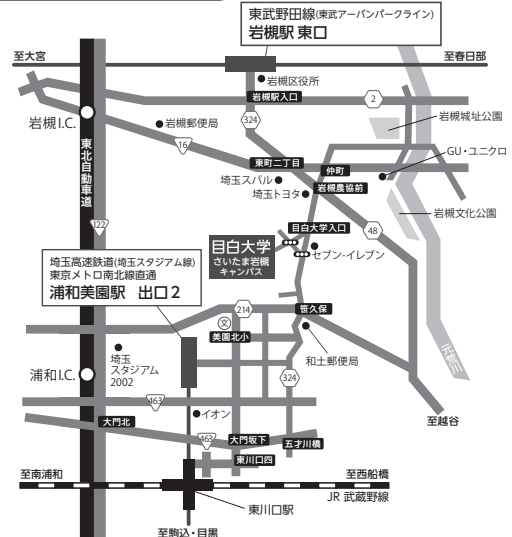 東武野田線(東武アーバンパークライン)
岩槻駅 東口
至大宮
至春日部
岩槻区役所
岩槻駅入口
2
岩槻I.C.
324
岩槻城址公園
岩槻郵便局
16
GU・ユニクロ
東町二丁目
仲町
東北自動車道
埼玉スバル
岩槻農協前
埼玉トヨタ
岩槻文化公園
122
目白大学入口
48
目白大学
さいたま岩槻
キャンパス
セブン-イレブン
埼玉高速鉄道(埼玉スタジアム線)
東京メトロ南北線直通
浦和美園駅 出口2
214
笹久保
文
美園北小
元荒川
和土郵便局
埼玉
スタジアム
2002
浦和I.C.
324
463
イオン
至越谷
大門北
463
大門坂下
五才川橋
東川口四
至南浦和
至西船橋
JR 武蔵野線
東川口駅
至駒込・目黒